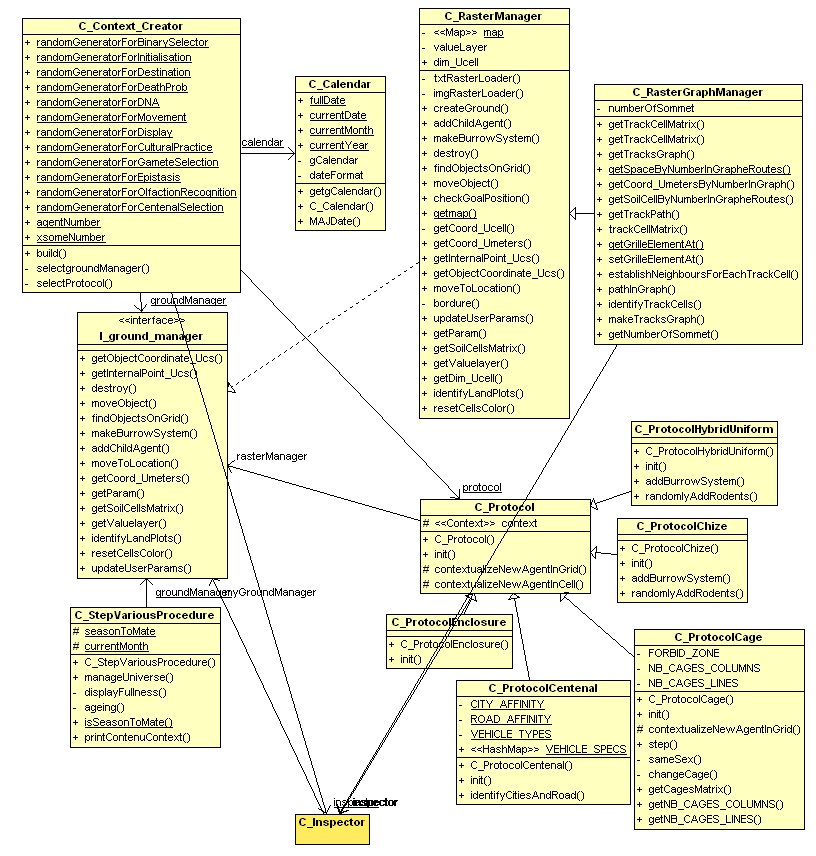 C_Context_Creator
+ randomGeneratorForBinarySelector
+ randomGeneratorForInitialisation
+ randomGeneratorForDestination
+ randomGeneratorForDeathProb
+ randomGeneratorForDNA
+ randomGeneratorForMovement
+ randomGeneratorForDisplay
+ randomGeneratorForCulturalPractice
+ randomGeneratorForGameteSelection
+ randomGeneratorForEpistasis
+ randomGeneratorForOlfactionRecognition
+ randomGeneratorForCentenalSelection
+ agentNumber
+ xsomeNumber
+ build()
- selectgroundManager()
- selectProtocol()
calendar
C_Calendar
+ fullDate
+ currentDate
+ currentMonth
+ currentYear
- gCalendar
- dateFormat
+ getgCalendar()
+ C_Calendar()
+ MAJDate()
C_RasterManager
- <<Map>> map
- valueLayer
+ dim_Ucell
- txtRasterLoader()
- imgRasterLoader()
+ createGround()
+ addChildAgent()
+ makeBurrowSystem()
+ destroy()
+ findObjectsOnGrid()
+ moveObject()
+ checkGoalPosition()
+ getmap()
- getCoord_Ucell()
+ getCoord_Umeters()
+ getInternalPoint_Ucs()
+ getObjectCoordinate_Ucs()
+ moveToLocation()
- bordure()
+ updateUserParams()
+ getParam()
+ getSoilCellsMatrix()
+ getValuelayer()
+ getDim_Ucell()
+ identifyLandPlots()
+ resetCellsColor()
C_RasterGraphManager
- numberOfSommet
+ getTrackCellMatrix()
+ getTrackCellMatrix()
+ getTracksGraph()
+ getSpaceByNumberInGrapheRoutes()
+ getCoord_UmetersByNumberInGraph()
+ getSoilCellByNumberInGrapheRoutes()
+ getTrackPath()
+ trackCellMatrix()
+ getGrilleElementAt()
+ setGrilleElementAt()
+ establishNeighboursForEachTrackCell()
+ pathInGraph()
+ identifyTrackCells()
+ makeTracksGraph()
+ getNumberOfSommet()
groundManager
<<interface>>
I_ground_manager
+ getObjectCoordinate_Ucs()
+ getInternalPoint_Ucs()
+ destroy()
+ moveObject()
+ findObjectsOnGrid()
+ makeBurrowSystem()
+ addChildAgent()
+ moveToLocation()
+ getCoord_Umeters()
+ getParam()
+ getSoilCellsMatrix()
+ getValuelayer()
+ identifyLandPlots()
+ resetCellsColor()
+ updateUserParams()
rasterManager
protocol
C_Protocol
# <<Context>> context
+ C_Protocol()
+ init()
# contextualizeNewAgentInGrid()
# contextualizeNewAgentInCell()
C_ProtocolHybridUniform
+ C_ProtocolHybridUniform()
+ init()
+ addBurrowSystem()
+ randomlyAddRodents()
C_ProtocolChize
+ C_ProtocolChize()
+ init()
+ addBurrowSystem()
+ randomlyAddRodents()
groundManager
myGroundManager
C_StepVariousProcedure
# seasonToMate
# currentMonth
+ C_StepVariousProcedure()
+ manageUniverse()
- displayFullness()
- ageing()
+ isSeasonToMate()
+ printContenuContext()
C_ProtocolEnclosure
+ C_ProtocolEnclosure()
+ init()
C_ProtocolCentenal
- CITY_AFFINITY
- ROAD_AFFINITY
- VEHICLE_TYPES
+ <<HashMap>> VEHICLE_SPECS
+ C_ProtocolCentenal()
+ init()
+ identifyCitiesAndRoad()
C_ProtocolCage
- FORBID_ZONE
- NB_CAGES_COLUMNS
- NB_CAGES_LINES
+ C_ProtocolCage()
+ init()
# contextualizeNewAgentInGrid()
+ step()
- sameSex()
- changeCage()
+ getCagesMatrix()
+ getNB_CAGES_COLUMNS()
+ getNB_CAGES_LINES()
inspector
C_Inspector